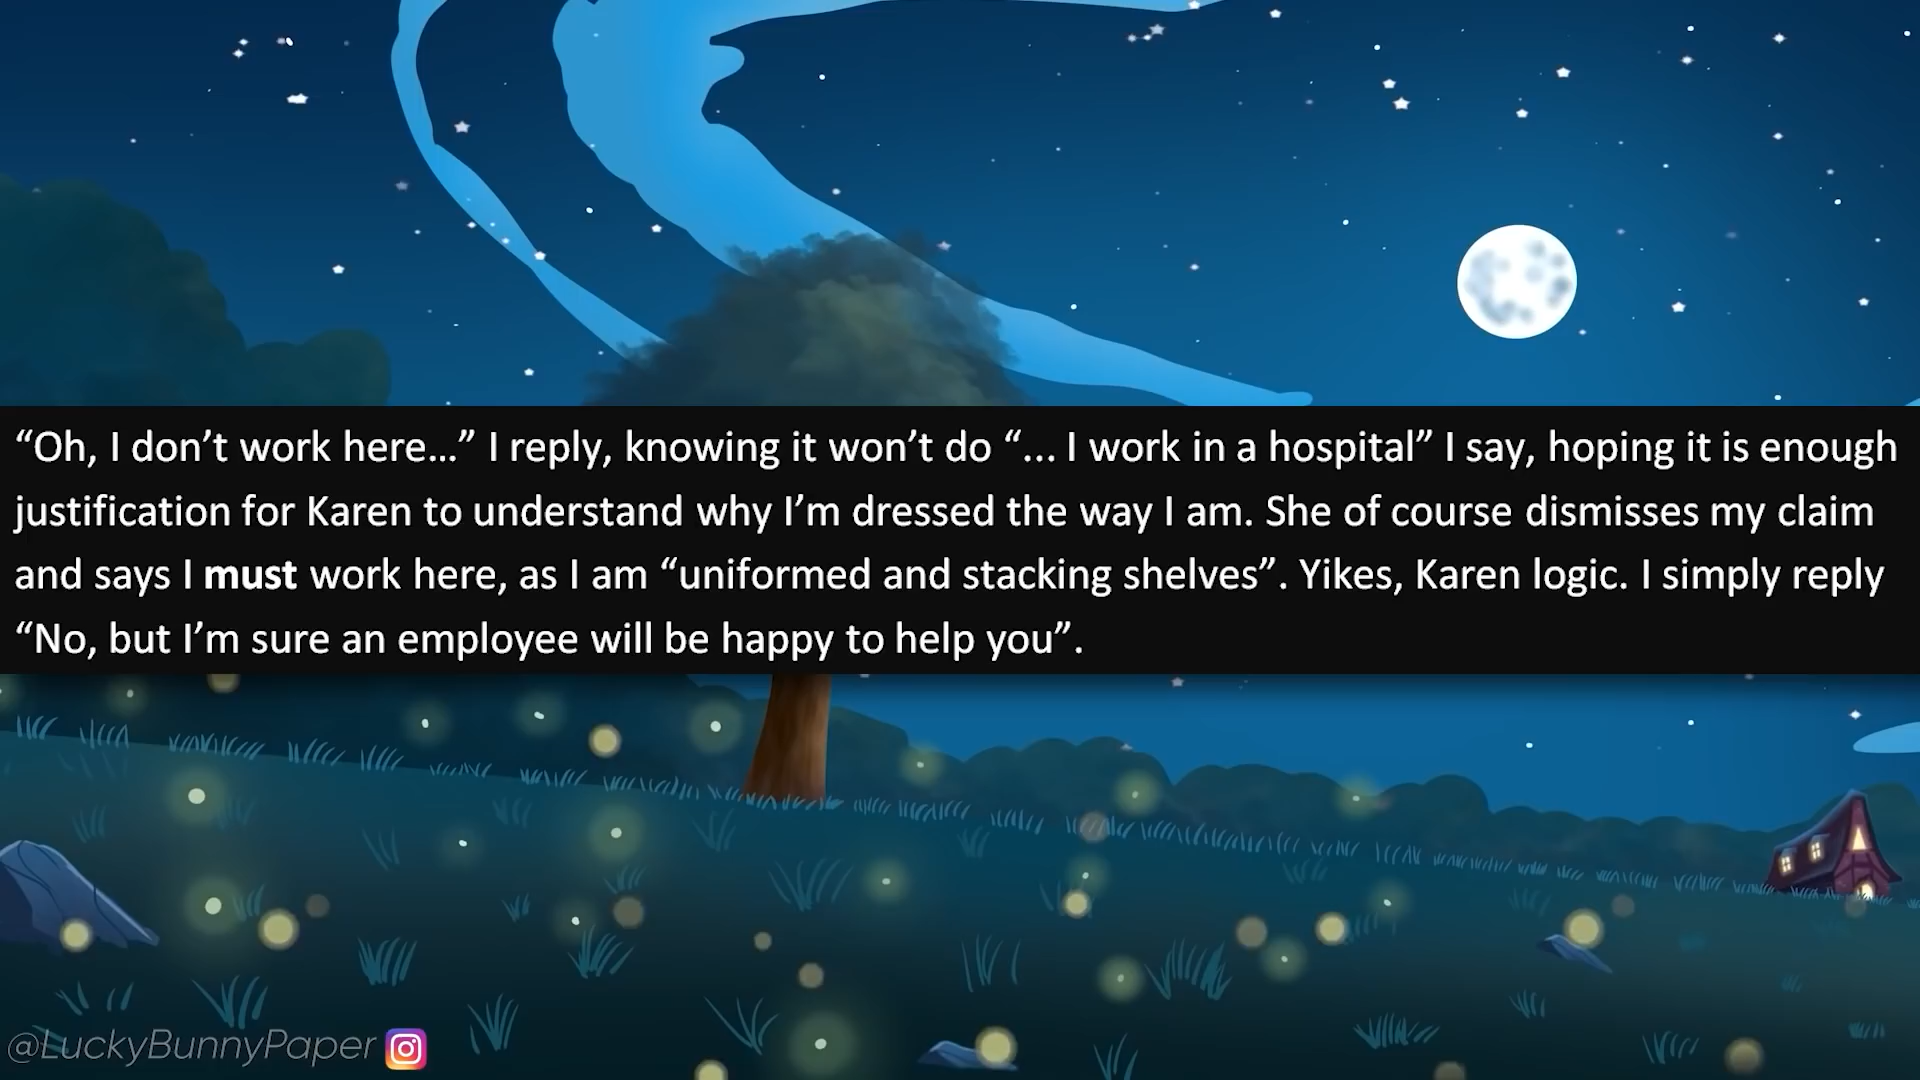 “Oh, I don’t work here…” I reply, knowing it won’t do “... I work in a hospital” I say, hoping it is enough
justification for Karen to understand why I’m dressed the way I am. She of course dismisses my claim
and says I must work here, as I am “uniformed and stacking shelves”. Yikes, Karen logic. I simply reply
“No, but I’m sure an employee will be happy to help you”.
@LuckyBunnyPaper